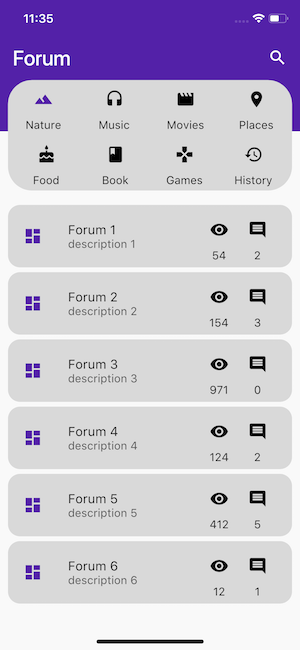 11:35
Forum
Nature Music Movies Places
Food Book Games History
Forum 1
description 1
54 2
Forum 2
description 2
154 3
Forum 3
description 3
971 0
Forum 4
description 4
124 2
Forum 5
description 5
412 5
Forum 6
description 6
12 1